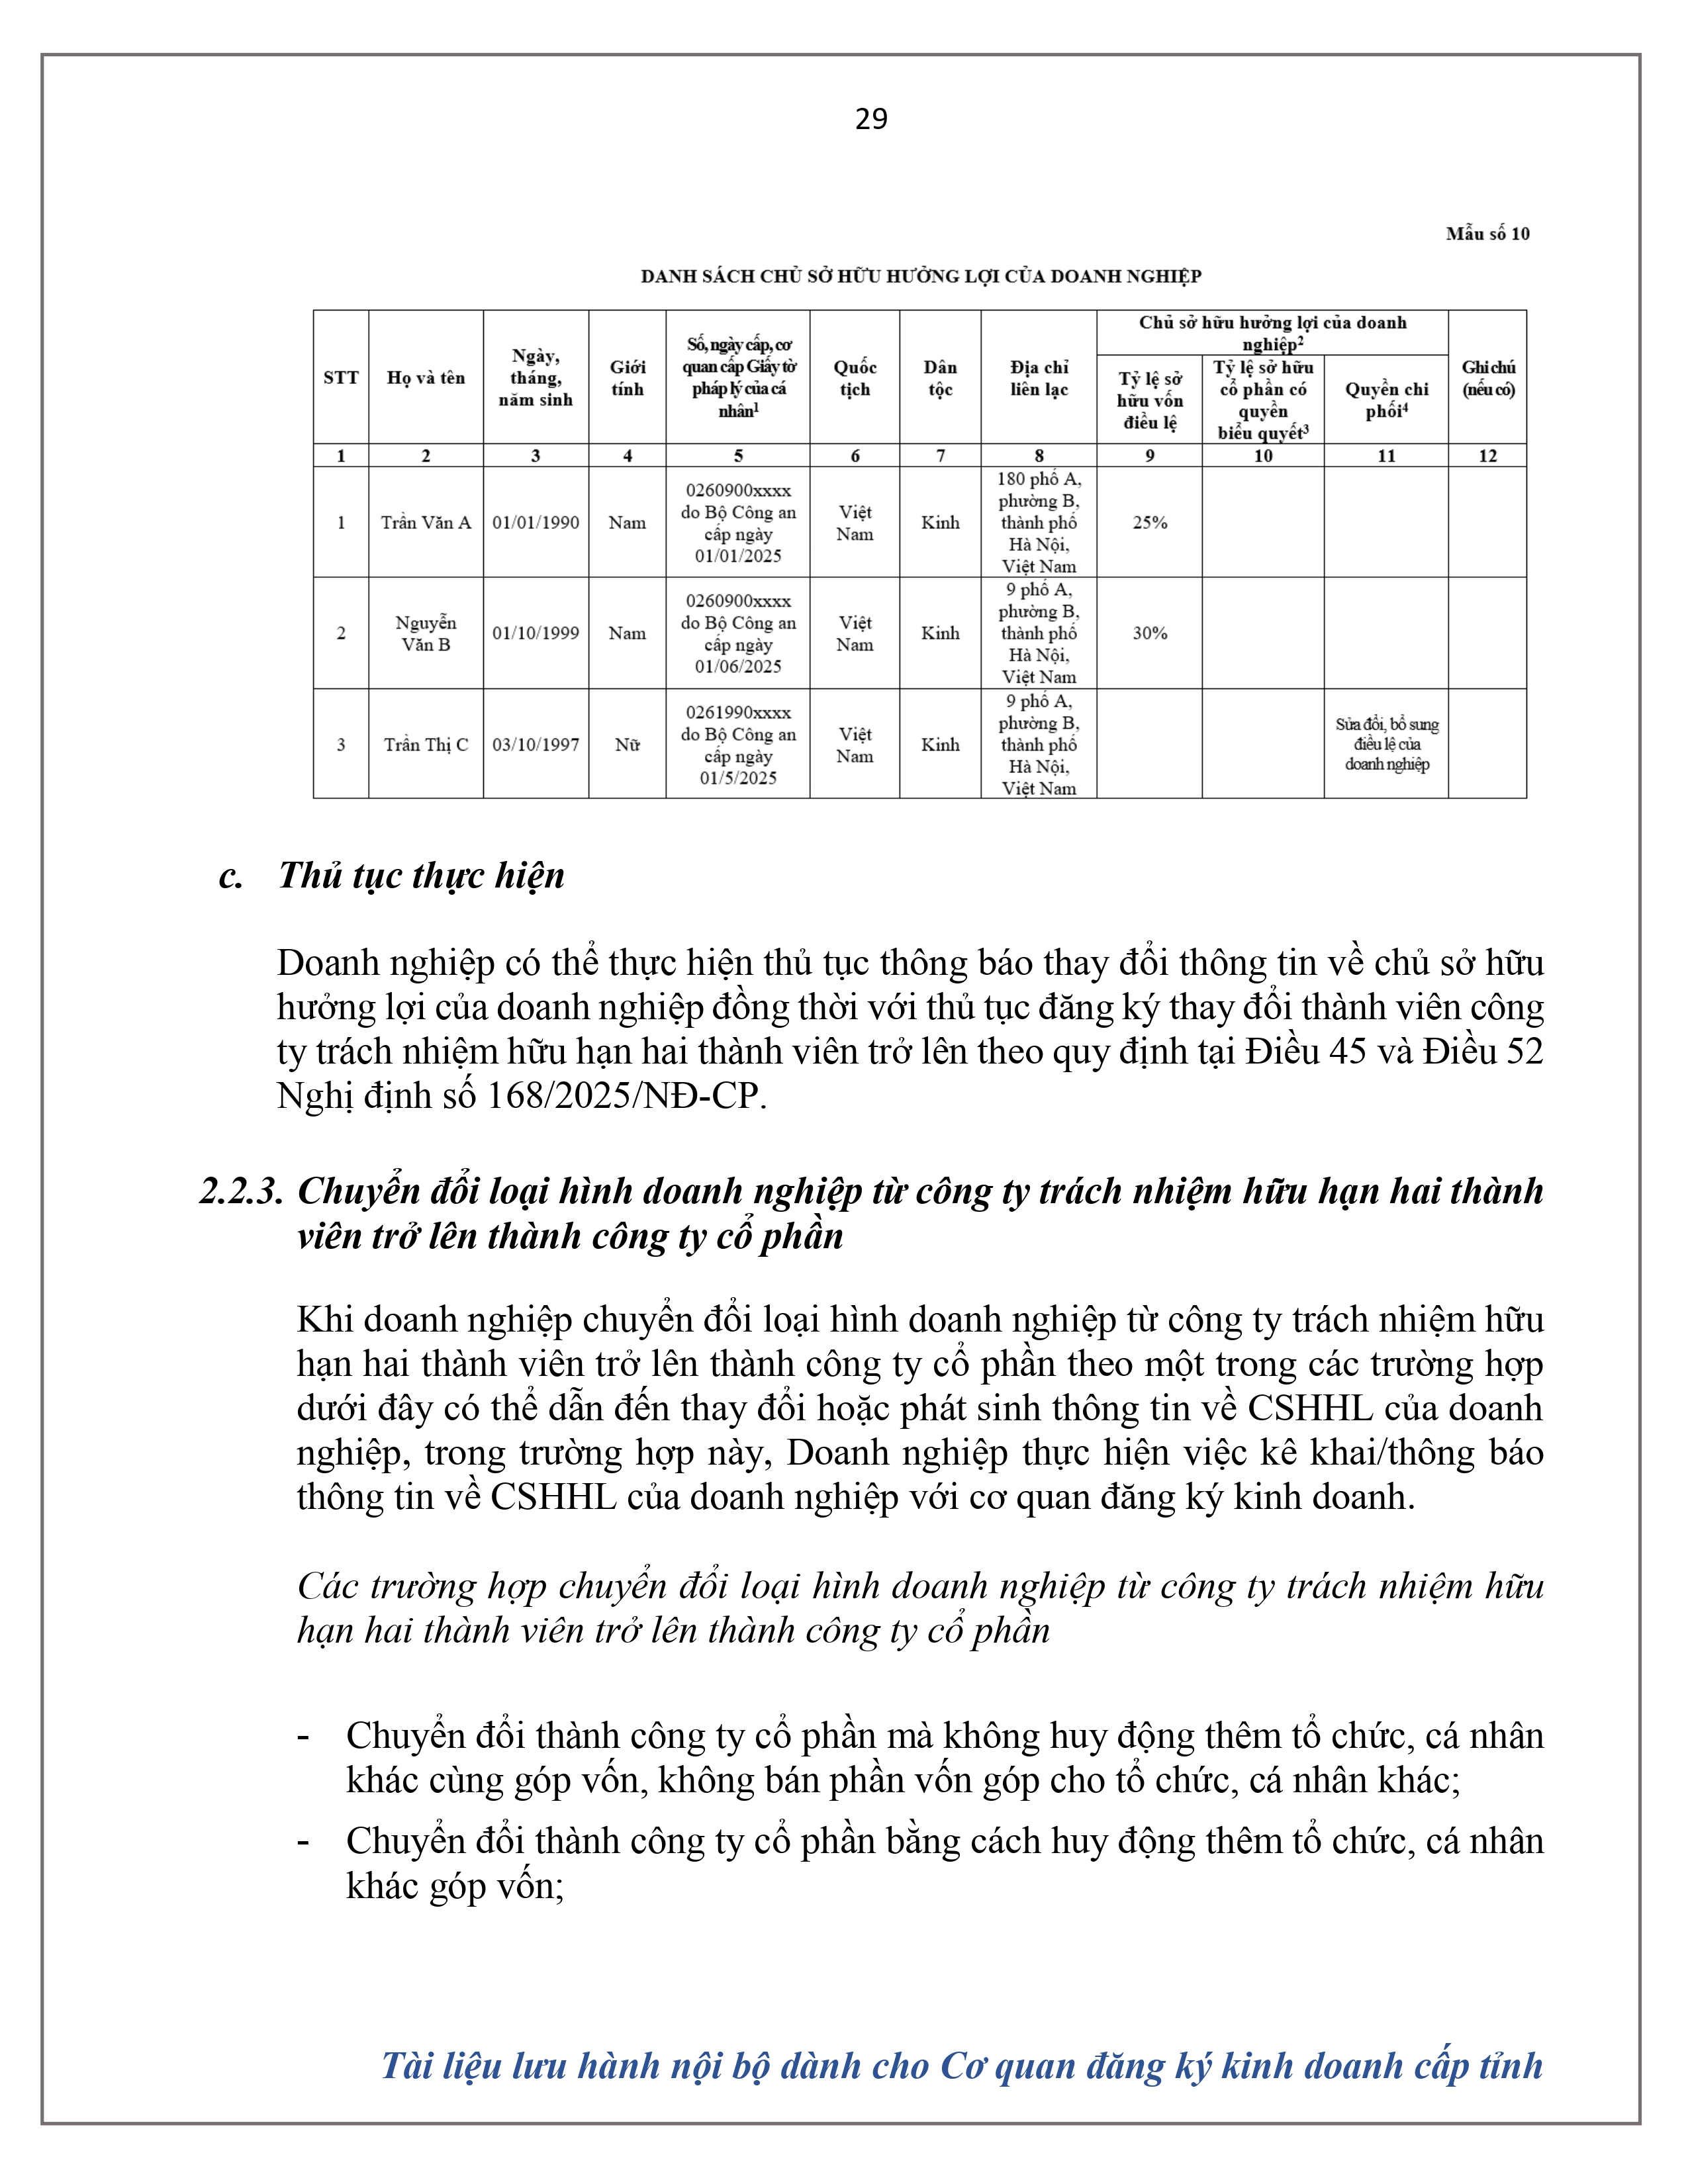 29
Mẫu số 10
DANH SÁCH CHỦ SỞ HỮU HƯỞNG LỢI CỦA DOANH NGHIỆP
STT
Họ và tên
Ngày,
tháng,
năm sinh
Giới
tính
Số, ngày cấp, cơ
quan cấp Giấy tờ
pháp lý của cá
nhân1
Quốc
tịch
Dân
tộc
Địa chỉ
liên lạc
Chủ sở hữu hưởng lợi của doanh
nghiệp2
Tỷ lệ sở
hữu vốn
điều lệ
Tỷ lệ sở hữu
cổ phần có
quyền
biểu quyết3
Quyền chi
phối4
Ghi chú
(nếu có)
1 2 3 4 5 6 7 8 9 10 11 12
1
Trần Văn A
01/01/1990
Nam
0260900xxxx
do Bộ Công an
cấp ngày
01/01/2025
Việt
Nam
Kinh
180 phố A,
phường B,
thành phố
Hà Nội,
Việt Nam
25%
2
Nguyễn
Văn B
01/10/1999
Nam
0260900xxxx
do Bộ Công an
cấp ngày
01/06/2025
Việt
Nam
Kinh
9 phố A,
phường B,
thành phố
Hà Nội,
Việt Nam
30%
3
Trần Thị C
03/10/1997
Nữ
0261990xxxx
do Bộ Công an
cấp ngày
01/5/2025
Việt
Nam
Kinh
9 phố A,
phường B,
thành phố
Hà Nội,
Việt Nam
Sửa đổi, bổ sung
điều lệ của
doanh nghiệp
c. Thủ tục thực hiện
Doanh nghiệp có thể thực hiện thủ tục thông báo thay đổi thông tin về chủ sở hữu
hưởng lợi của doanh nghiệp đồng thời với thủ tục đăng ký thay đổi thành viên công
ty trách nhiệm hữu hạn hai thành viên trở lên theo quy định tại Điều 45 và Điều 52
Nghị định số 168/2025/NĐ-CP.
2.2.3. Chuyển đổi loại hình doanh nghiệp từ công ty trách nhiệm hữu hạn hai thành
viên trở lên thành công ty cổ phần
Khi doanh nghiệp chuyển đổi loại hình doanh nghiệp từ công ty trách nhiệm hữu
hạn hai thành viên trở lên thành công ty cổ phần theo một trong các trường hợp
dưới đây có thể dẫn đến thay đổi hoặc phát sinh thông tin về CSHHL của doanh
nghiệp, trong trường hợp này, Doanh nghiệp thực hiện việc kê khai/thông báo
thông tin về CSHHL của doanh nghiệp với cơ quan đăng ký kinh doanh.
Các trường hợp chuyển đổi loại hình doanh nghiệp từ công ty trách nhiệm hữu
hạn hai thành viên trở lên thành công ty cổ phần
- Chuyển đổi thành công ty cổ phần mà không huy động thêm tổ chức, cá nhân
khác cùng góp vốn, không bán phần vốn góp cho tổ chức, cá nhân khác;
- Chuyển đổi thành công ty cổ phần bằng cách huy động thêm tổ chức, cá nhân
khác góp vốn;
Tài liệu lưu hành nội bộ dành cho Cơ quan đăng ký kinh doanh cấp tỉnh